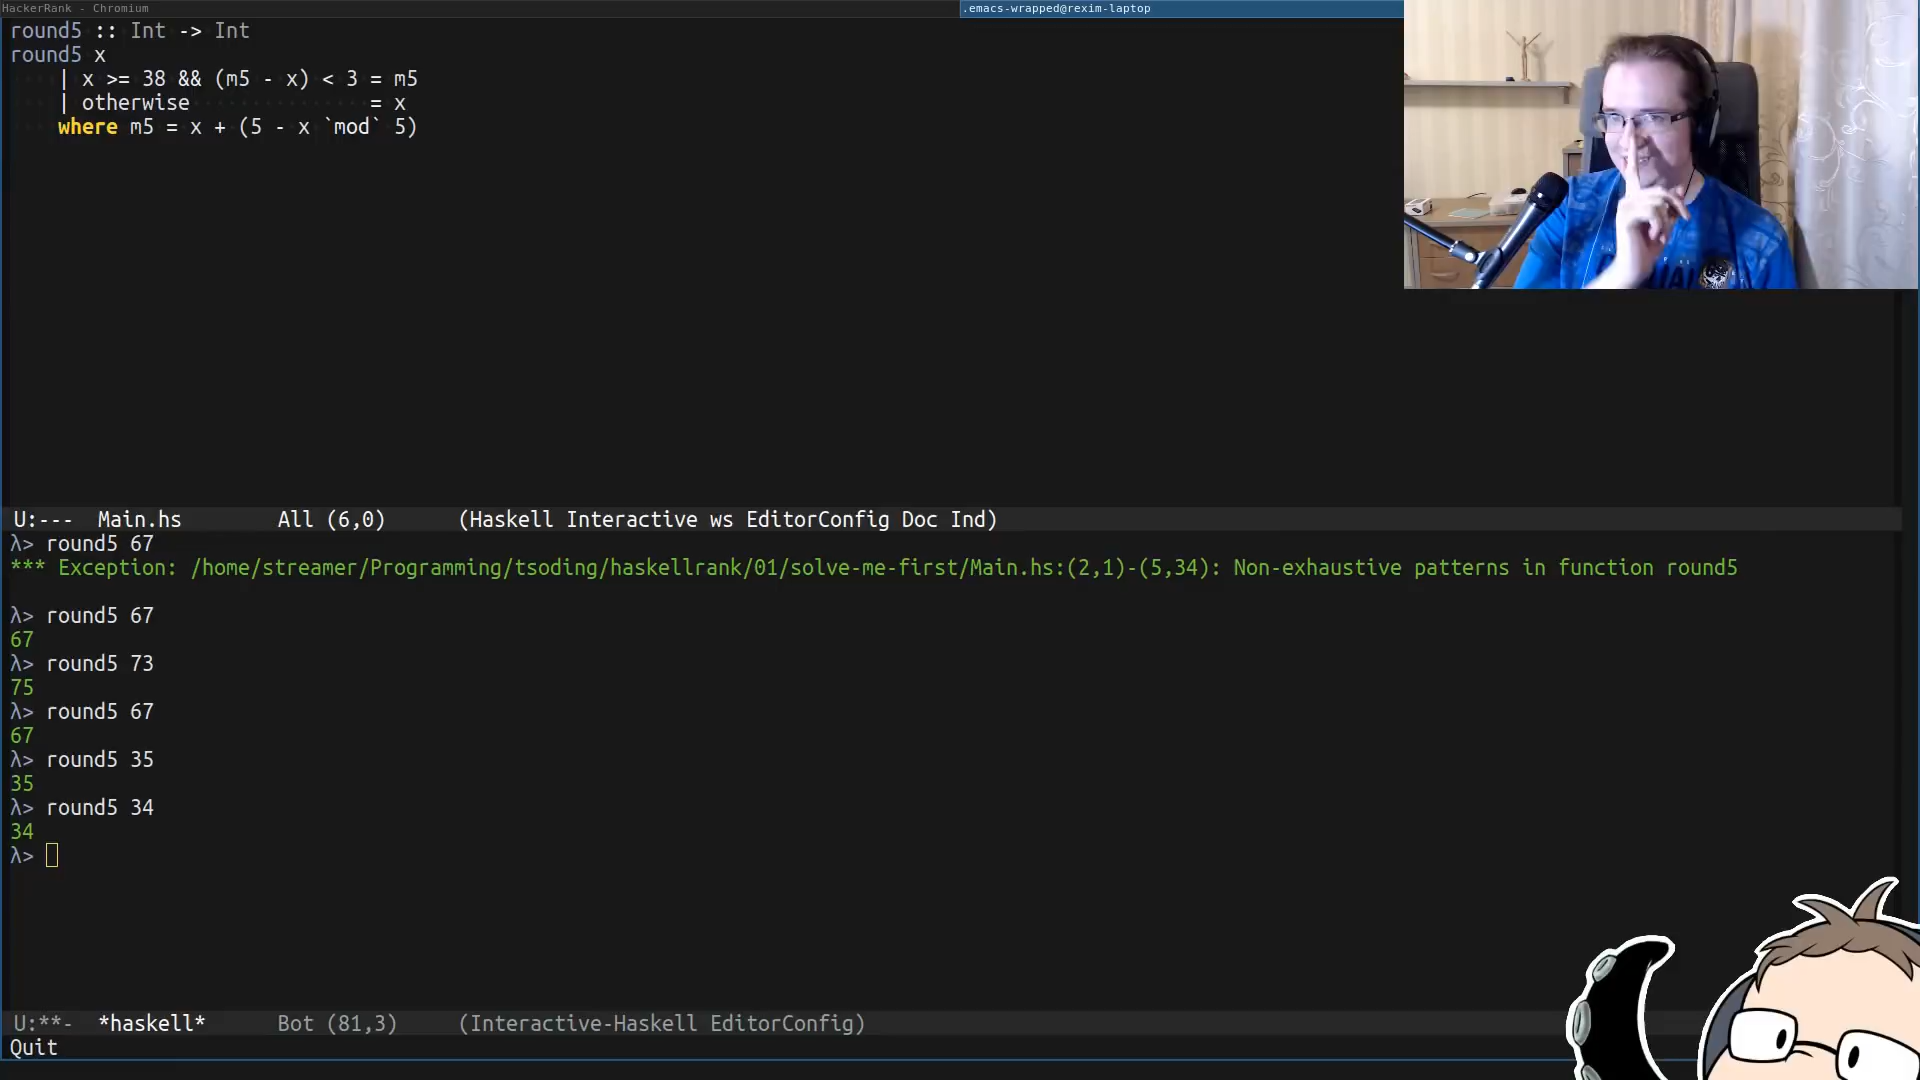 HackerRank - Chromium
.emacs-wrapped@rexim-laptop
round5 :: Int -> Int
round5 x
    | x >= 38 && (m5 - x) < 3 = m5
    | otherwise               = x
    where m5 = x + (5 - x `mod` 5)
U:---  Main.hs        All (6,0)      (Haskell Interactive ws EditorConfig Doc Ind)
λ> round5 67
*** Exception: /home/streamer/Programming/tsoding/haskellrank/01/solve-me-first/Main.hs:(2,1)-(5,34): Non-exhaustive patterns in function round5
λ> round5 67
67
λ> round5 73
75
λ> round5 67
67
λ> round5 35
35
λ> round5 34
34
λ>
U:**-  *haskell*      Bot (81,3)     (Interactive-Haskell EditorConfig)
Quit